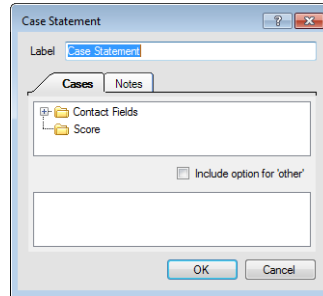 Case Statement
Label Case Statement
Cases Notes
Contact Fields
Score
Include option for 'other'
OK Cancel